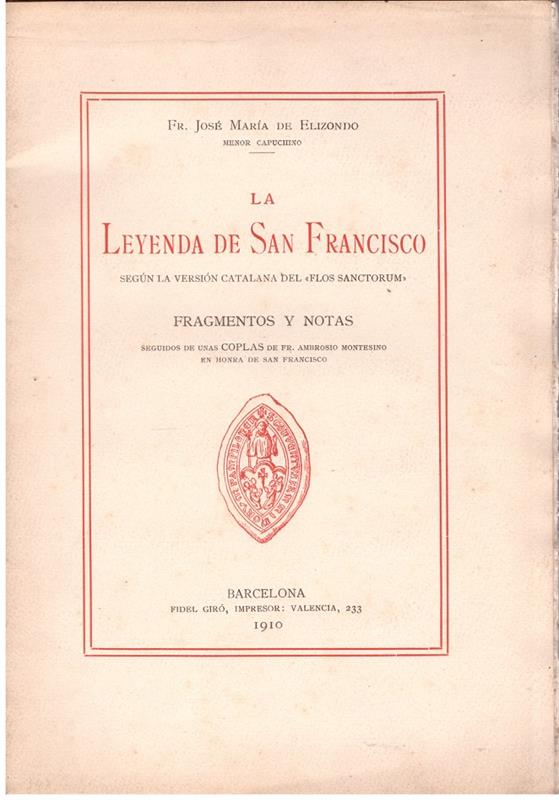 Fr. José María de Elizondo
MENOR CAPUCHINO
LA
Leyenda de San Francisco
SEGÚN LA VERSIÓN CATALANA DEL «FLOS SANCTORUM»
FRAGMENTOS Y NOTAS
SEGUIDOS DE UNAS COPLAS DE FR. AMBROSIO MONTESINO
EN HONRA DE SAN FRANCISCO
BARCELONA
FIDEL GIRÓ, IMPRESOR: VALENCIA, 233
1910